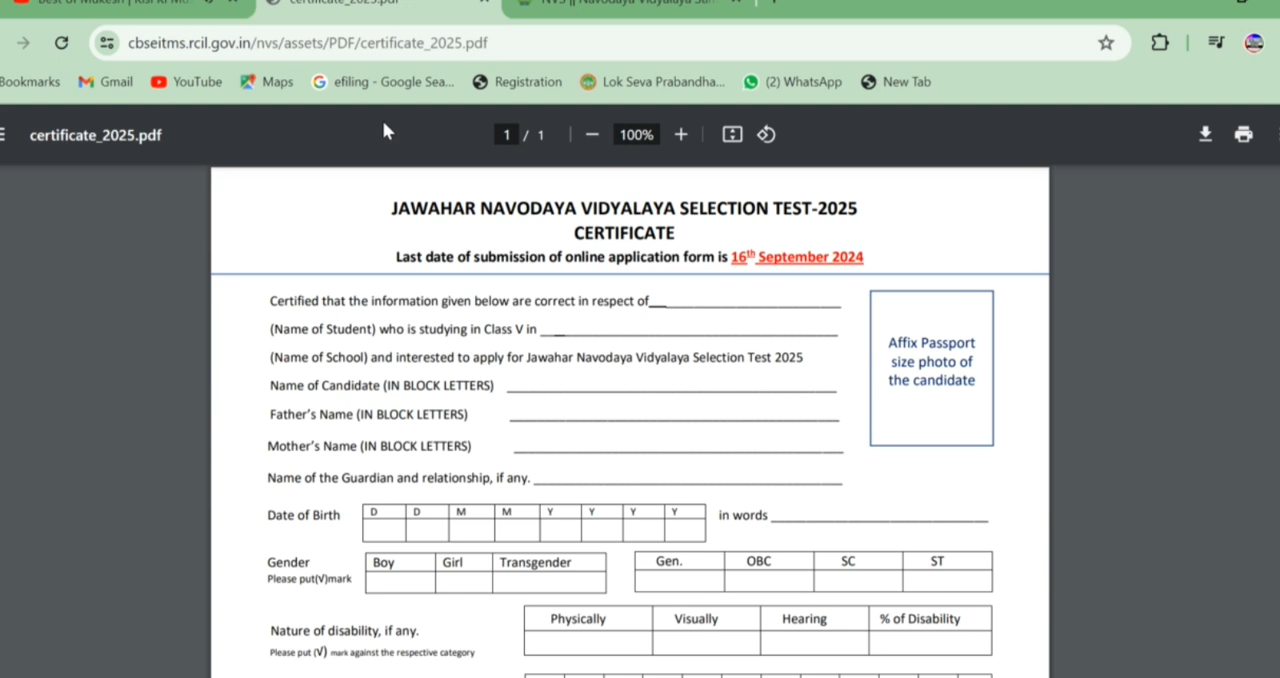 certificate_2025.pdf
cbseitms.rcil.gov.in/nvs/assets/PDF/certificate_2025.pdf
Bookmarks Gmail YouTube Maps efiling - Google Sea... Registration Lok Seva Prabandha... (2) WhatsApp New Tab
certificate_2025.pdf 1 / 1 100%
JAWAHAR NAVODAYA VIDYALAYA SELECTION TEST-2025
CERTIFICATE
Last date of submission of online application form is 16th September 2024
Certified that the information given below are correct in respect of
(Name of Student) who is studying in Class V in
(Name of School) and interested to apply for Jawahar Navodaya Vidyalaya Selection Test 2025
Affix Passport
size photo of
the candidate
Name of Candidate (IN BLOCK LETTERS)
Father's Name (IN BLOCK LETTERS)
Mother's Name (IN BLOCK LETTERS)
Name of the Guardian and relationship, if any.
Date of Birth D D M M Y Y Y Y in words
Gender Boy Girl Transgender Gen. OBC SC ST
Please put(V)mark
Physically Visually Hearing % of Disability
Nature of disability, if any.
Please put (V) mark against the respective category